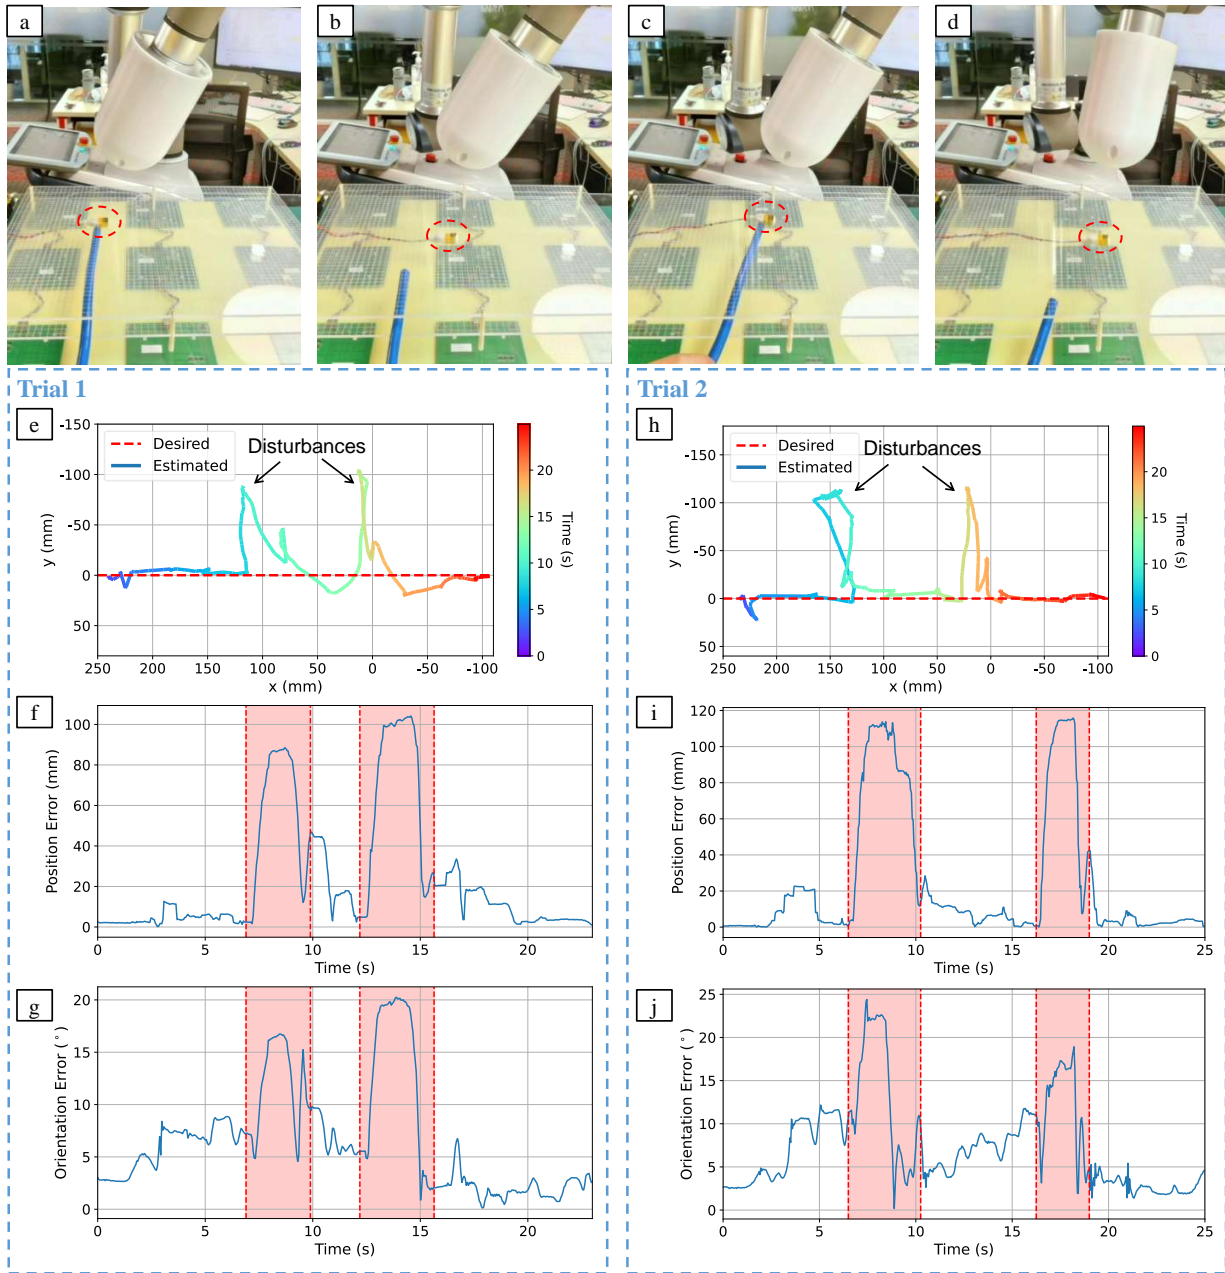 a
b
c
d
Trial 1
Trial 2
e
-150
-100
-50
0
50
y (mm)
250
200
150
100
50
0
-50
-100
x (mm)
Desired
Estimated
Disturbances
20
15
10
5
0
Time (s)
h
-150
-100
-50
0
50
y (mm)
250
200
150
100
50
0
-50
-100
x (mm)
Desired
Estimated
Disturbances
20
15
10
5
0
Time (s)
f
100
80
60
40
20
0
Position Error (mm)
0
5
10
15
20
Time (s)
i
120
100
80
60
40
20
0
Position Error (mm)
0
5
10
15
20
25
Time (s)
g
20
15
10
5
0
Orientation Error (°)
0
5
10
15
20
Time (s)
j
25
20
15
10
5
0
Orientation Error (°)
0
5
10
15
20
25
Time (s)